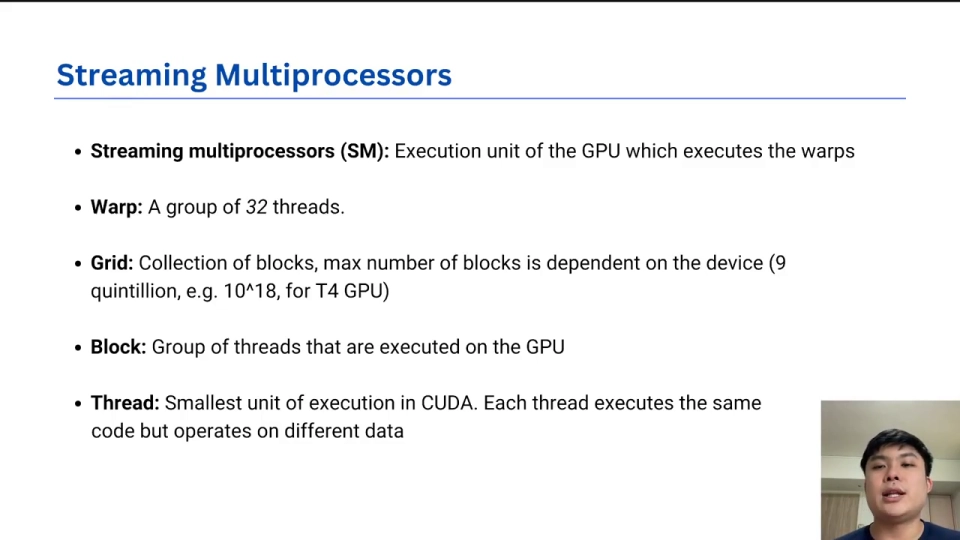 Streaming Multiprocessors
• Streaming multiprocessors (SM): Execution unit of the GPU which executes the warps
• Warp: A group of 32 threads.
• Grid: Collection of blocks, max number of blocks is dependent on the device (9
quintillion, e.g. 10^18, for T4 GPU)
• Block: Group of threads that are executed on the GPU
• Thread: Smallest unit of execution in CUDA. Each thread executes the same
code but operates on different data